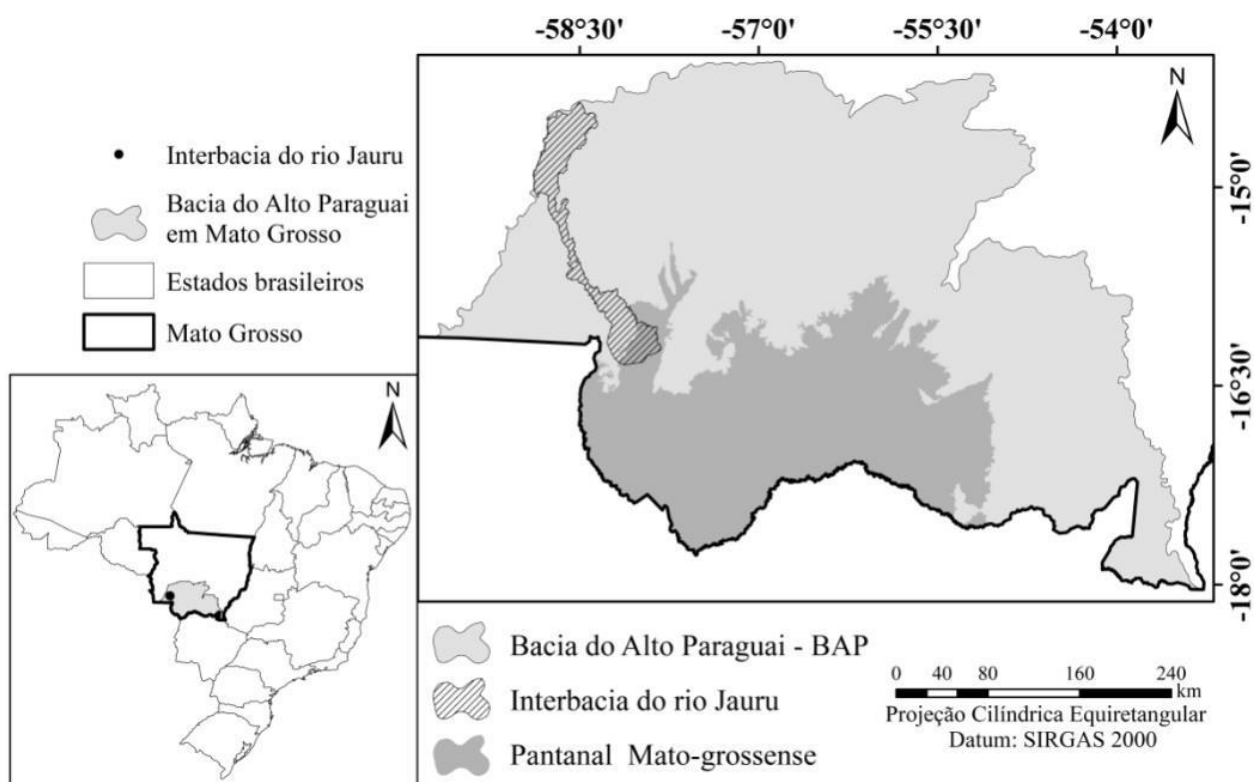 -58°30' -57°0' -55°30' -54°0'
N
-15°0'
-16°30'
-18°0'
Interbacia do rio Jauru
Bacia do Alto Paraguai
em Mato Grosso
Estados brasileiros
Mato Grosso
N
Bacia do Alto Paraguai - BAP
Interbacia do rio Jauru
Pantanal Mato-grossense
0 40 80 160 240
km
Projeção Cilíndrica Equiretangular
Datum: SIRGAS 2000